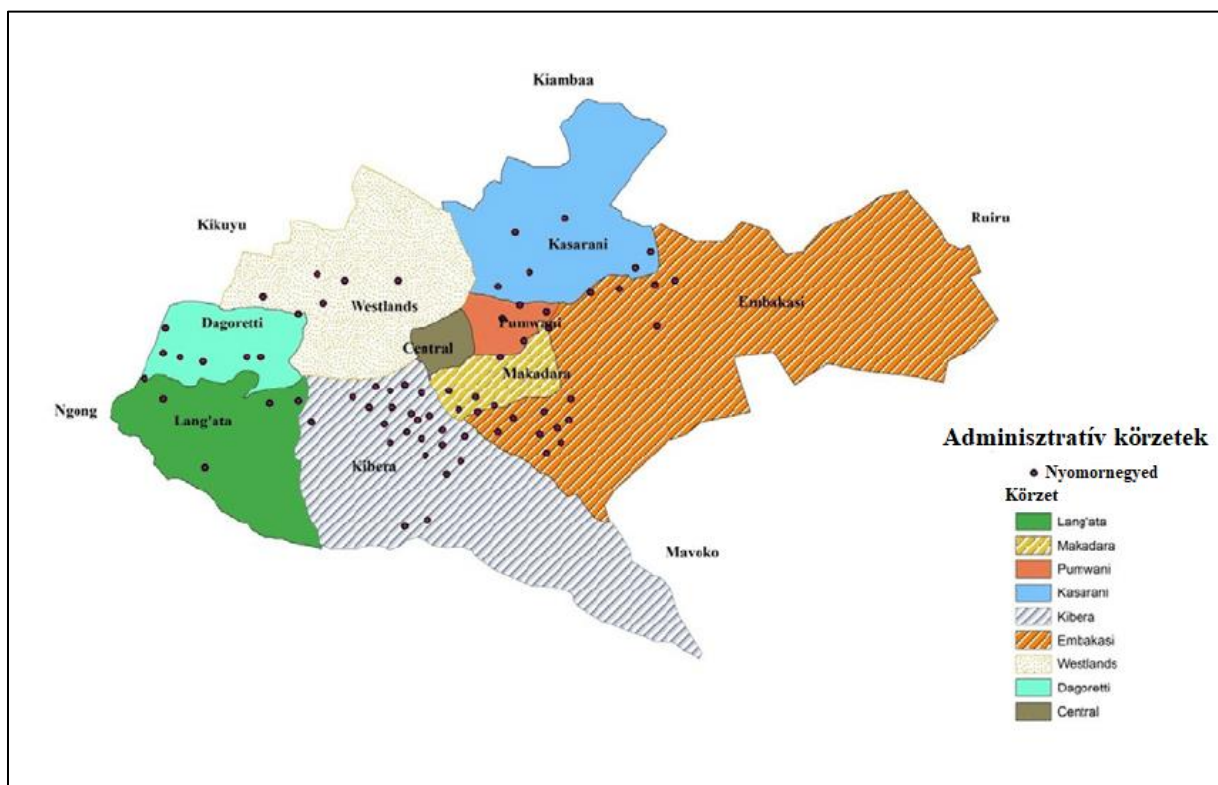 Kiambaa
Kikuyu
Ruiru
Kasarani
Embakasi
Westlands
Dagoretti
Pumwani
Central
Makadara
Ngong
Lang'ata
Kibera
Mavoko
Adminisztratív körzetek
Nyomornegyed
Körzet
Lang'ata
Makadara
Pumwani
Kasarani
Kibera
Embakasi
Westlands
Dagoretti
Central